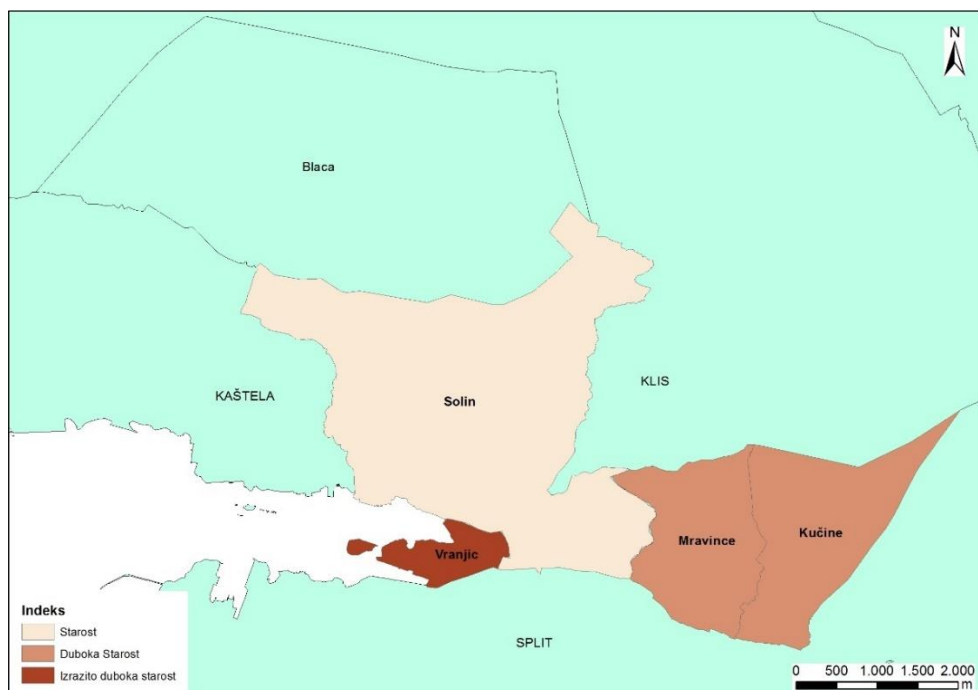 N
Blaca
KAŠTELA
KLIS
Solin
Mravince
Kučine
Vranjic
SPLIT
Indeks
Starost
Duboka Starost
Izrazito duboka starost
0 500 1.000 1.500 2.000
m